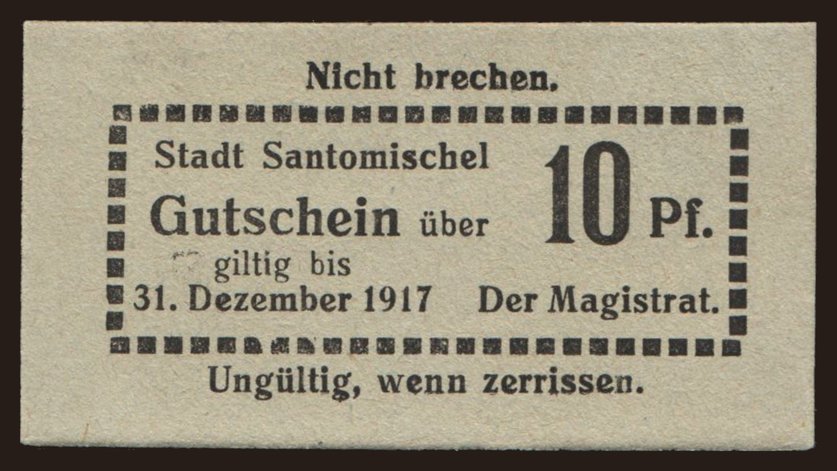 Nicht brechen.
Stadt Santomischel
Gutschein über 10 Pf.
giltig bis
31. Dezember 1917 Der Magistrat.
Ungültig, wenn zerrissen.